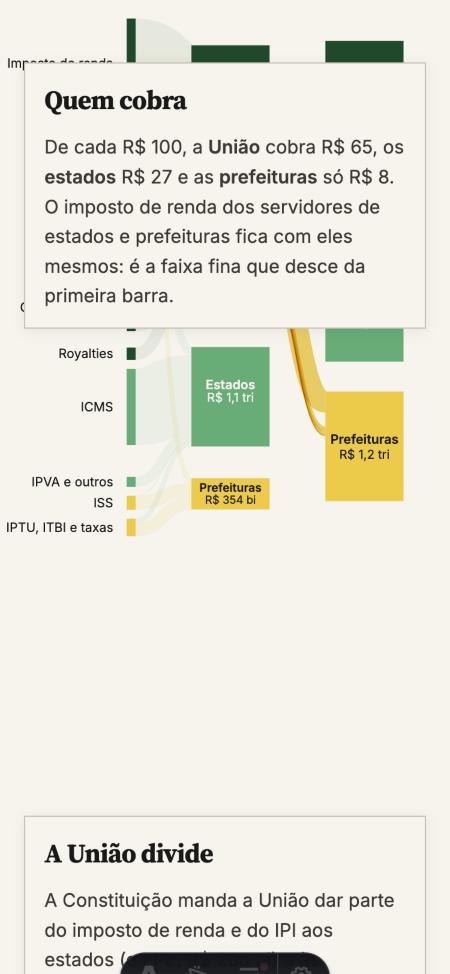 Quem cobra
De cada R$ 100, a União cobra R$ 65, os
estados R$ 27 e as prefeituras só R$ 8.
O imposto de renda dos servidores de
estados e prefeituras fica com eles
mesmos: é a faixa fina que desce da
primeira barra.
Royalties
Estados
R$ 1,1 tri
ICMS
Prefeituras
R$ 1,2 tri
IPVA e outros
Prefeituras
R$ 354 bi
ISS
IPTU, ITBI e taxas
A União divide
A Constituição manda a União dar parte
do imposto de renda e do IPI aos
estados